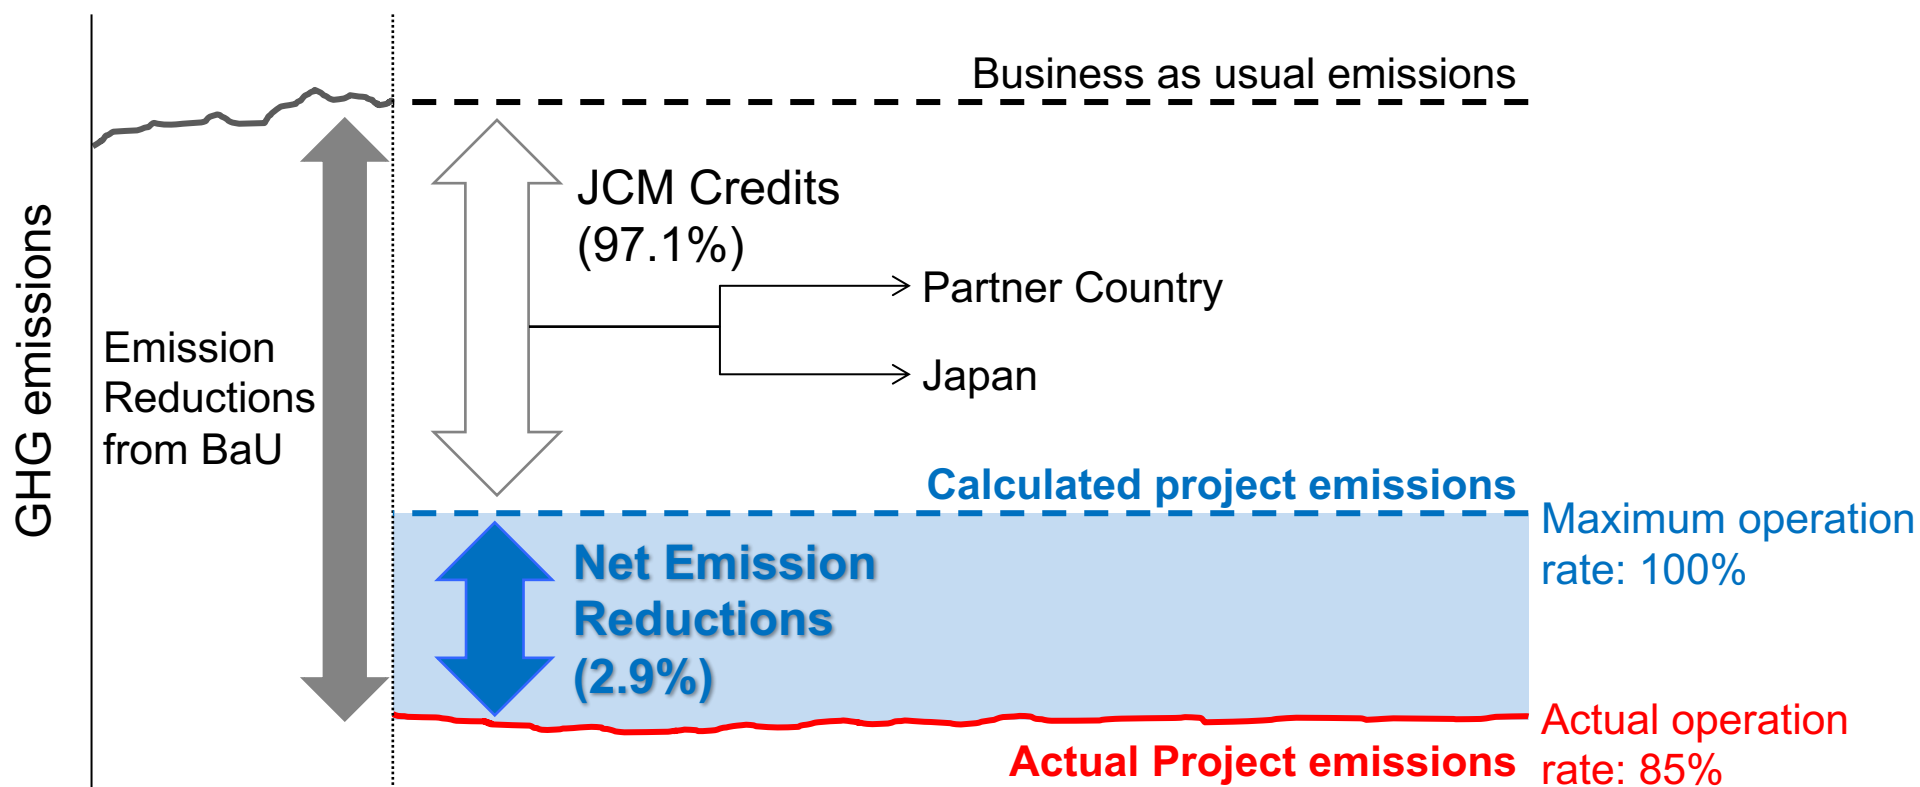 GHG emissions
Business as usual emissions
JCM Credits
(97.1%)
Partner Country
Japan
Emission
Reductions
from BaU
Calculated project emissions
Maximum operation
rate: 100%
Net Emission
Reductions
(2.9%)
Actual Project emissions
Actual operation
rate: 85%